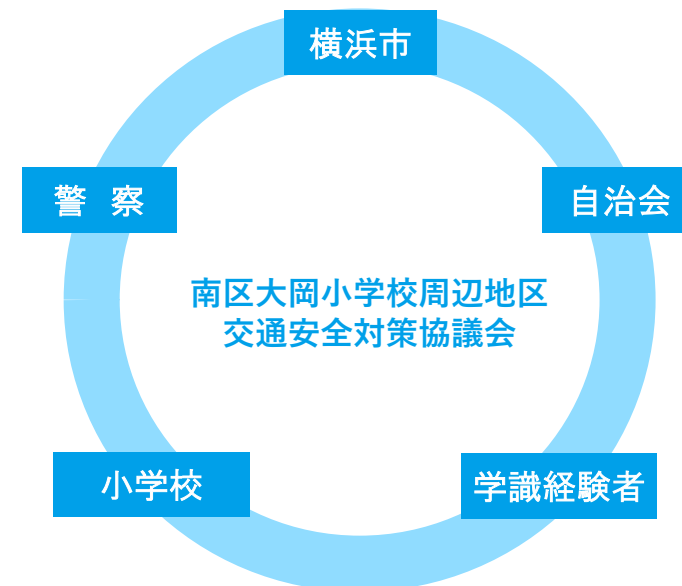 横浜市
警 察
自治会
南区大岡小学校周辺地区
交通安全対策協議会
小学校
学識経験者